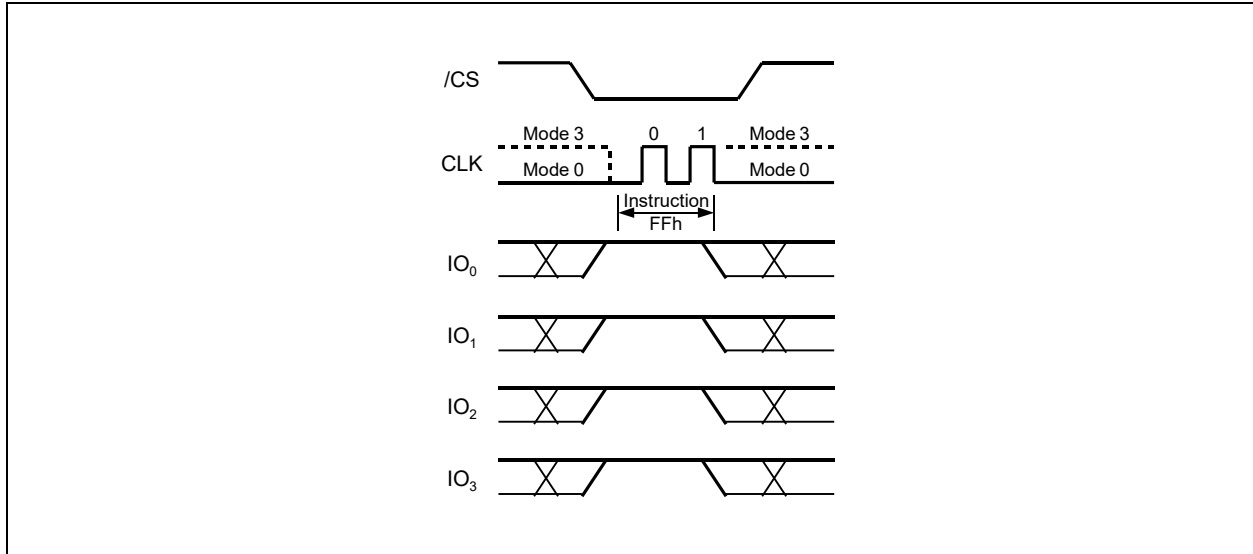 /CS
Mode 3 0 1 Mode 3
CLK
Mode 0 Mode 0
Instruction
FFh
IO0
IO1
IO2
IO3